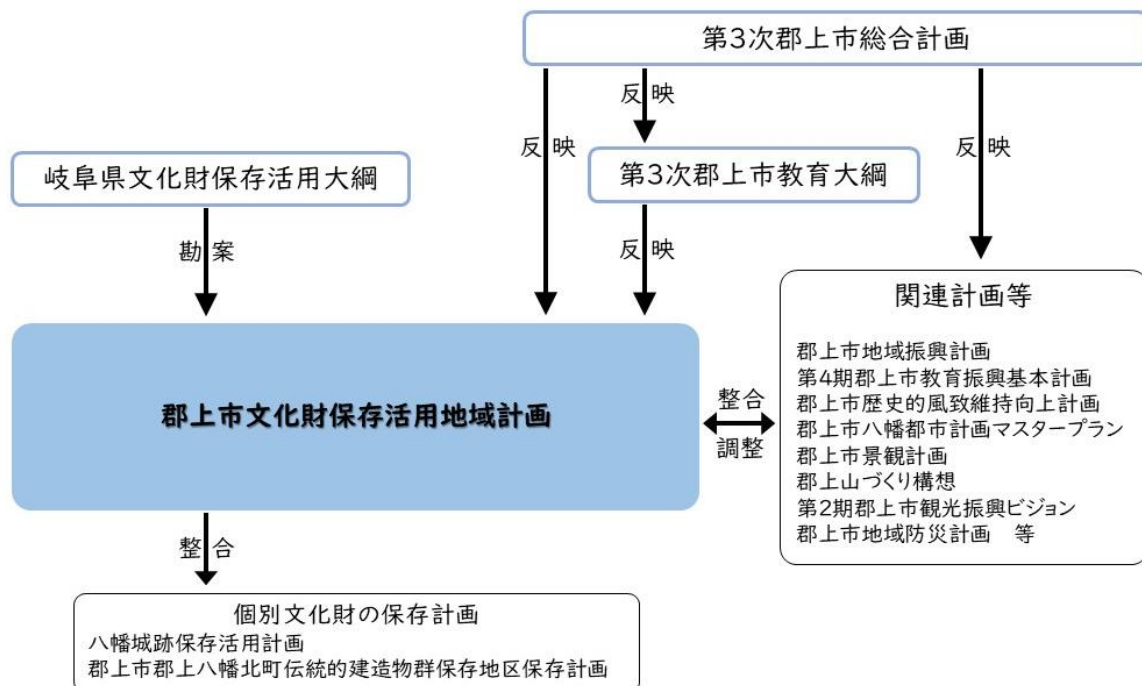 第3次郡上市総合計画
反映
反映
反映
岐阜県文化財保存活用大綱
第3次郡上市教育大綱
勘案
反映
関連計画等
郡上市地域振興計画
第4期郡上市教育振興基本計画
郡上市歴史的風致維持向上計画
郡上市八幡都市計画マスタープラン
郡上市景観計画
郡上山づくり構想
第2期郡上市観光振興ビジョン
郡上市地域防災計画　等
郡上市文化財保存活用地域計画
整合
調整
整合
個別文化財の保存計画
八幡城跡保存活用計画
郡上市郡上八幡北町伝統的建造物群保存地区保存計画